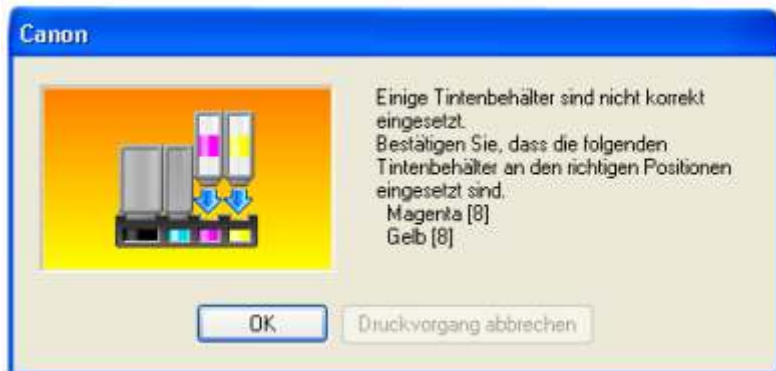 Canon
Einige Tintenbehälter sind nicht korrekt
eingesetzt.
Bestätigen Sie, dass die folgenden
Tintenbehälter an den richtigen Positionen
eingesetzt sind.
Magenta [8]
Gelb [8]
OK
Druckvorgang abbrechen